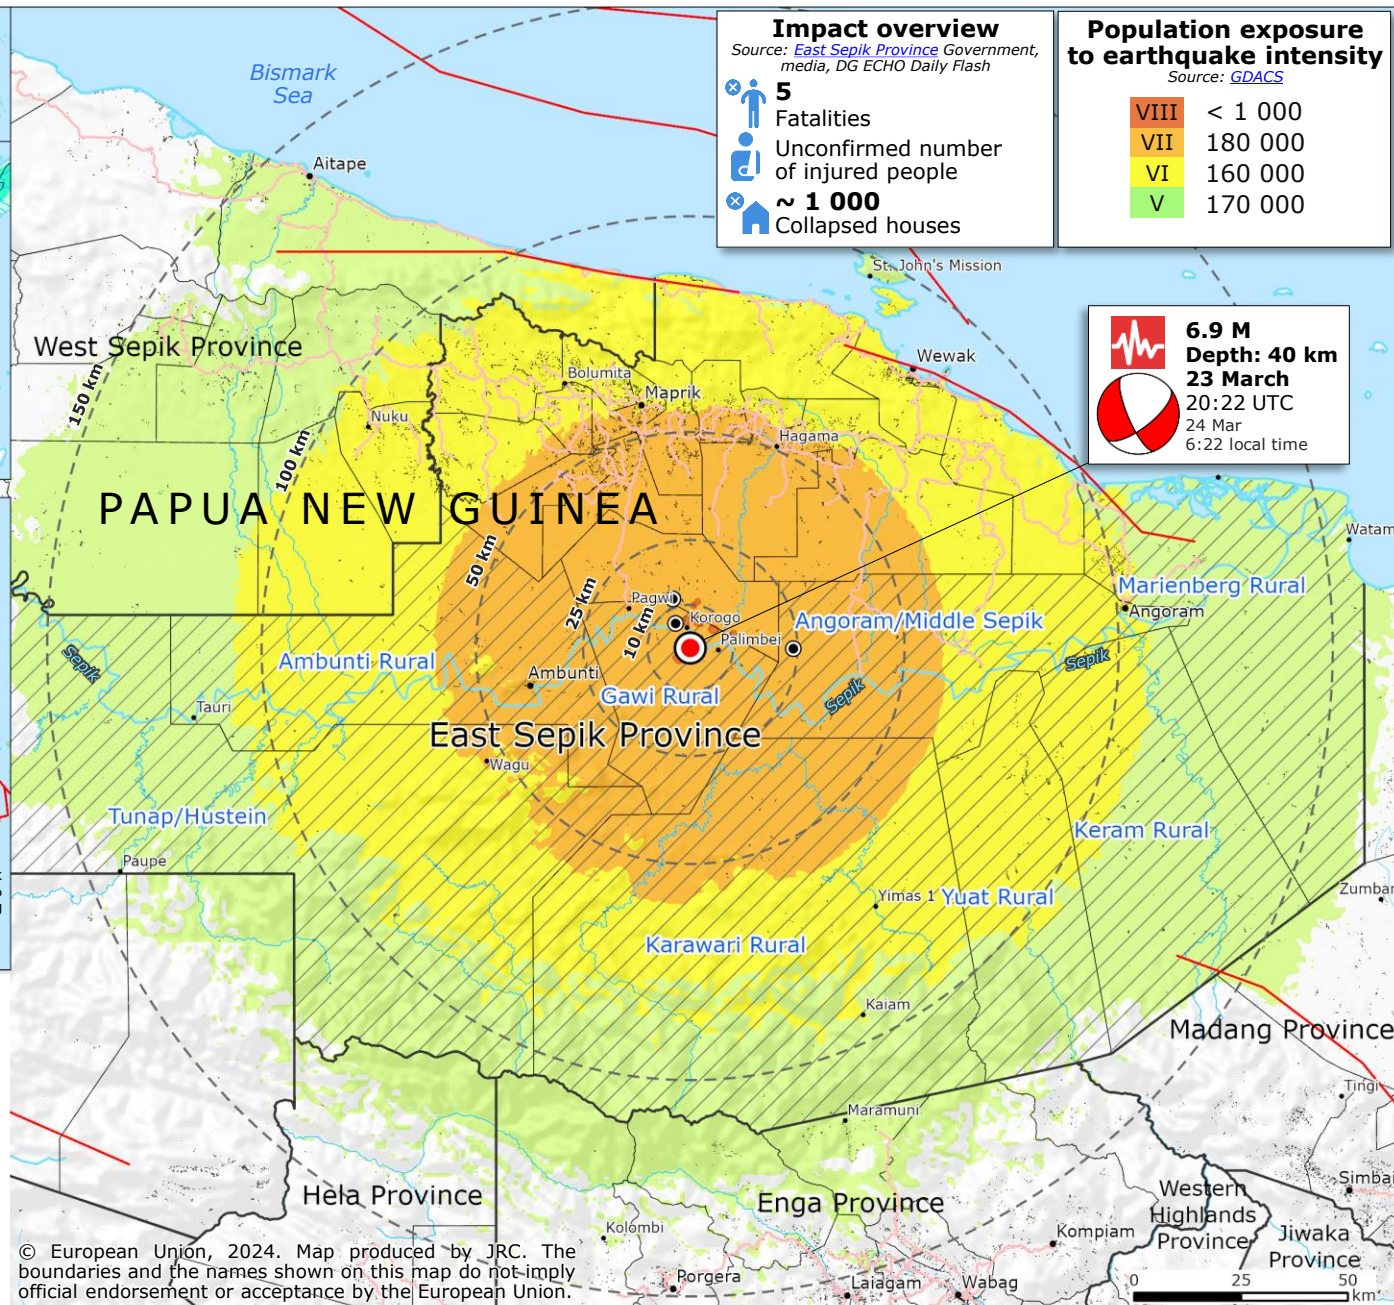 Impact overview
Source: East Sepik Province Government,
media, DG ECHO Daily Flash
5
Fatalities
Unconfirmed number
of injured people
~ 1 000
Collapsed houses
Population exposure
to earthquake intensity
Source: GDACS
VIII < 1 000
VII 180 000
VI 160 000
V 170 000
6.9 M
Depth: 40 km
23 March
20:22 UTC
24 Mar
6:22 local time
Bismark
Sea
Aitape
St. John's Mission
West Sepik Province
Wewak
Bolumita
Maprik
150 km
Nuku
Hagama
100 km
PAPUA NEW GUINEA
Watam
50 km
25 km
10 km
Pagwi
Korogo
Palimbei
Angoram/Middle Sepik
Marienberg Rural
Angoram
Sepik
Ambunti Rural
Ambunti
Sepik
Gawi Rural
Sepik
Tauri
East Sepik Province
Wagu
Tunap/Hustein
Keram Rural
Paupe
Yimas 1
Yuat Rural
Karawari Rural
Kaiam
Madang Province
Tingi
Maramuni
Hela Province
Enga Province
Western
Highlands
Province
Jiwaka
Province
Kolombi
Kompiam
Porgera
Laiagam
Wabag
© European Union, 2024. Map produced by JRC. The
boundaries and the names shown on this map do not imply
official endorsement or acceptance by the European Union.
0 25 50
km